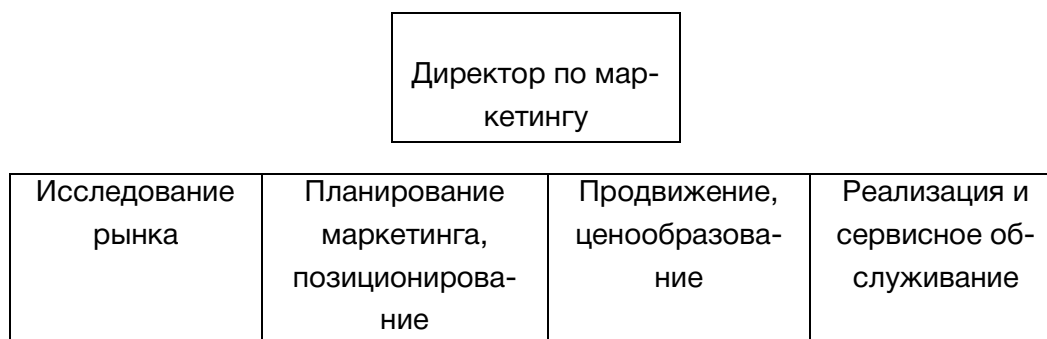 Директор по мар-
кетингу
Исследование
рынка
Планирование
маркетинга,
позиционирова-
ние
Продвижение,
ценообразова-
ние
Реализация и
сервисное об-
служивание